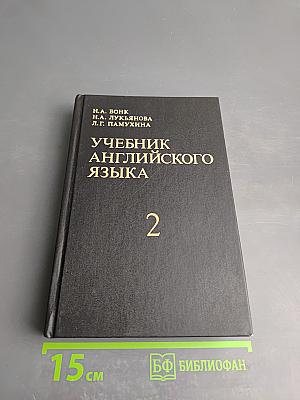 Н.А. БОНК
Н.А. ЛУКЬЯНОВА
Л.Г. ПАМУХИНА
УЧЕБНИК
АНГЛИЙСКОГО
ЯЗЫКА
2
15 см
БФ БИБЛИОФАН